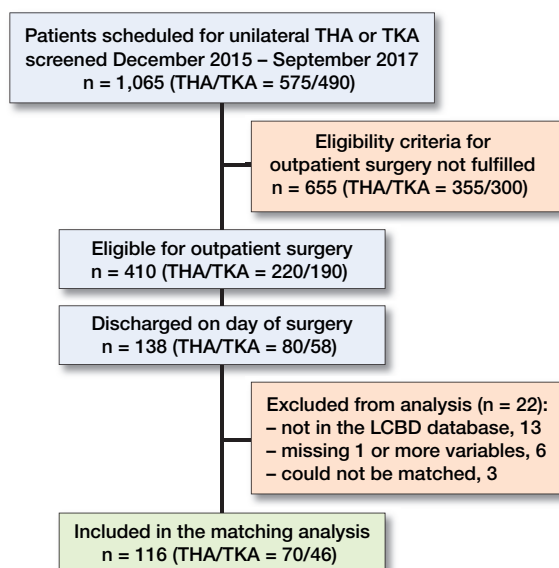 Patients scheduled for unilateral THA or TKA
screened December 2015 – September 2017
n = 1,065 (THA/TKA = 575/490)
Eligibility criteria for
outpatient surgery not fulfilled
n = 655 (THA/TKA = 355/300)
Eligible for outpatient surgery
n = 410 (THA/TKA = 220/190)
Discharged on day of surgery
n = 138 (THA/TKA = 80/58)
Excluded from analysis (n = 22):
– not in the LCBD database, 13
– missing 1 or more variables, 6
– could not be matched, 3
Included in the matching analysis
n = 116 (THA/TKA = 70/46)